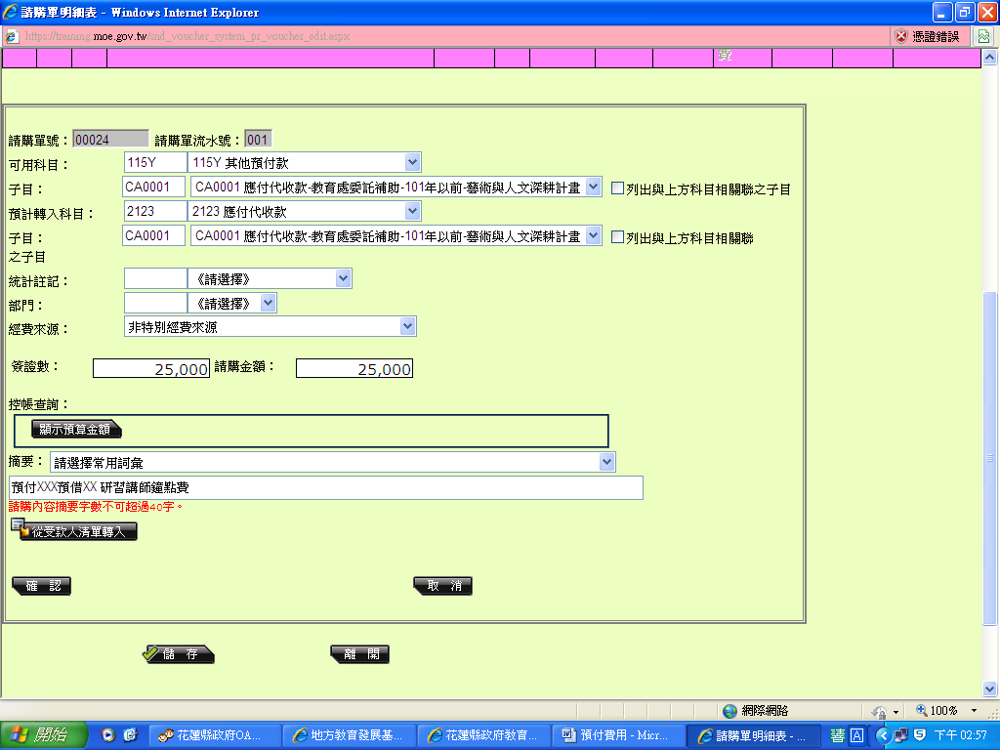 請購單明細表 - Windows Internet Explorer
https://training.moe.gov.tw/snd_voucher_system_pr_voucher_edit.aspx 憑證錯誤
費
請購單號： 00024 請購單流水號： 001
可用科目： 115Y 115Y 其他預付款
子目： CA0001 CA0001 應付代收款-教育處委託補助-101年以前-藝術與人文深耕計畫 列出與上方科目相關聯之子目
預計轉入科目： 2123 2123 應付代收款
子目： CA0001 CA0001 應付代收款-教育處委託補助-101年以前-藝術與人文深耕計畫 列出與上方科目相關聯
之子目
統計註記： 《請選擇》
部門： 《請選擇》
經費來源： 非特別經費來源
簽證數： 25,000 請購金額： 25,000
控帳查詢：
顯示預算金額
摘要： 請選擇常用詞彙
預付XXX預借XX 研習講師鐘點費
請購內容摘要字數不可超過40字。
從受款人清單轉入
確 認 取 消
儲 存 離 開
網際網路 100%
開始 花蓮縣政府OA... 地方教育發展基... 花蓮縣政府教育... 預付費用 - Micr... 請購單明細表 - ... 下午 02:57